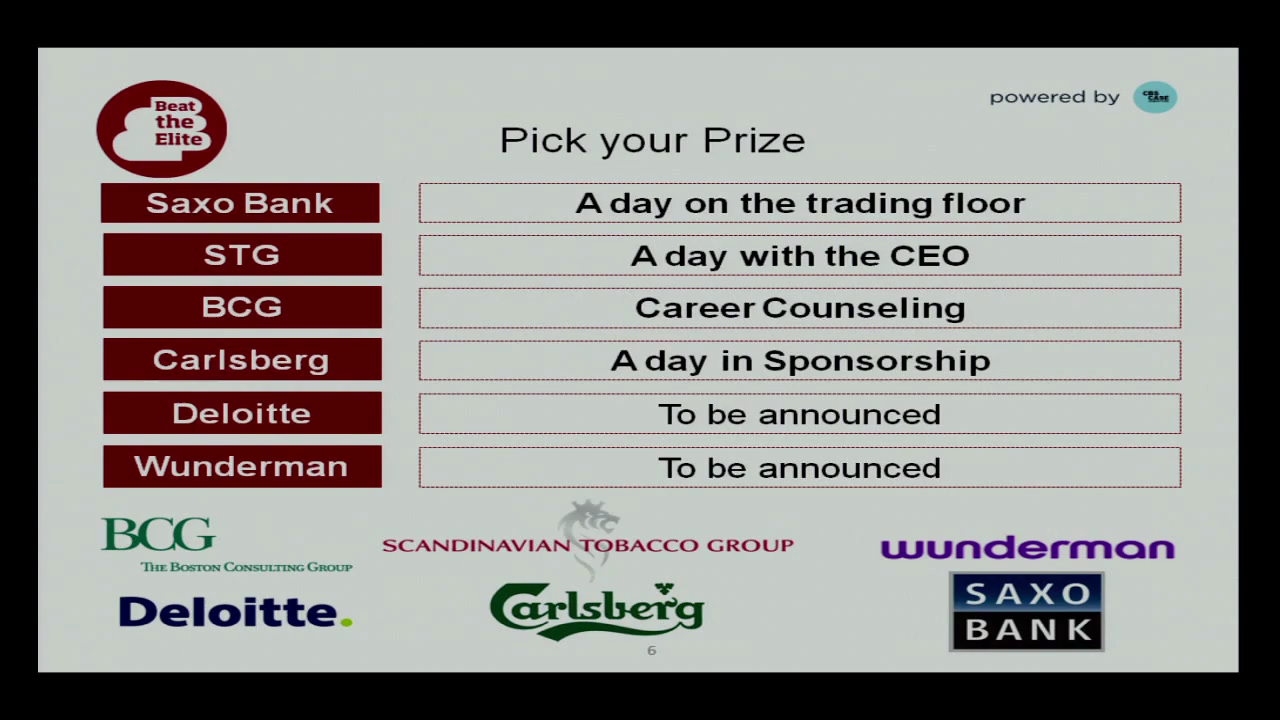 Beat
the
Elite
powered by
CBS
CASE
Pick your Prize
Saxo Bank
A day on the trading floor
STG
A day with the CEO
BCG
Career Counseling
Carlsberg
A day in Sponsorship
Deloitte
To be announced
Wunderman
To be announced
BCG
THE BOSTON CONSULTING GROUP
SCANDINAVIAN TOBACCO GROUP
wunderman
Deloitte.
Carlsberg
SAXO
BANK
6